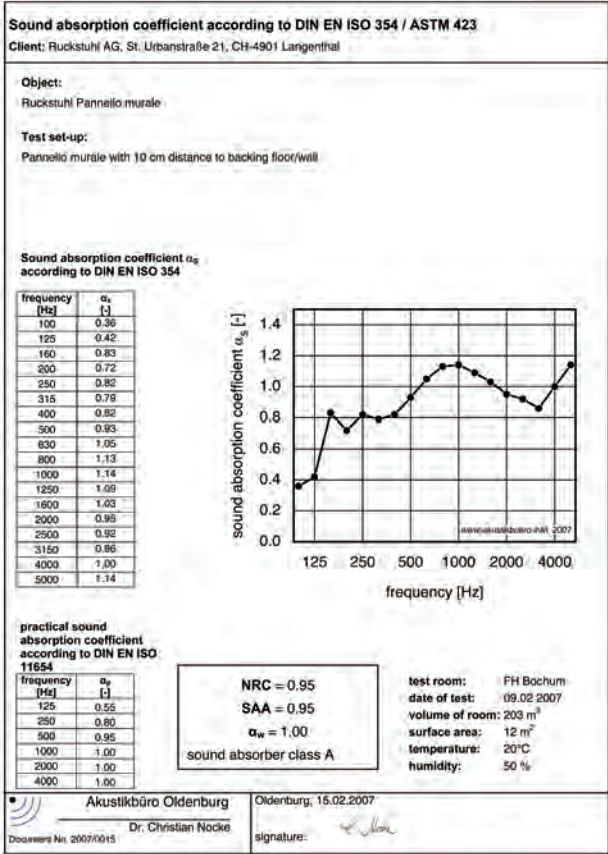 Sound absorption coefficient according to DIN EN ISO 354 / ASTM 423
Client: Ruckstuhl AG, St. Urbanstraße 21, CH-4901 Langenthal
Object:
Ruckstuhl Pannello murale
Test set-up:
Pannello murale with 10 cm distance to backing floor/wall
Sound absorption coefficient αs
according to DIN EN ISO 354
frequency [Hz] αs [-]
100 0.36
125 0.42
160 0.83
200 0.72
250 0.82
315 0.79
400 0.82
500 0.93
630 1.05
800 1.13
1000 1.14
1250 1.09
1600 1.03
2000 0.95
2500 0.92
3150 0.86
4000 1,00
5000 1.14
sound absorption coefficient αs [-]
1.4
1.2
1.0
0.8
0.6
0.4
0.2
0.0
125 250 500 1000 2000 4000
frequency [Hz]
practical sound
absorption coefficient
according to DIN EN ISO
11654
frequency [Hz] αp [-]
125 0.55
250 0.80
500 0.95
1000 1.00
2000 1.00
4000 1.00
NRC = 0.95
SAA = 0.95
αw = 1.00
sound absorber class A
test room: FH Bochum
date of test: 09.02 2007
volume of room: 203 m³
surface area: 12 m²
temperature: 20°C
humidity: 50 %
Akustikbüro Oldenburg
Dr. Christian Nocke
Document No. 2007/0015
Oldenburg, 15.02.2007
signature: